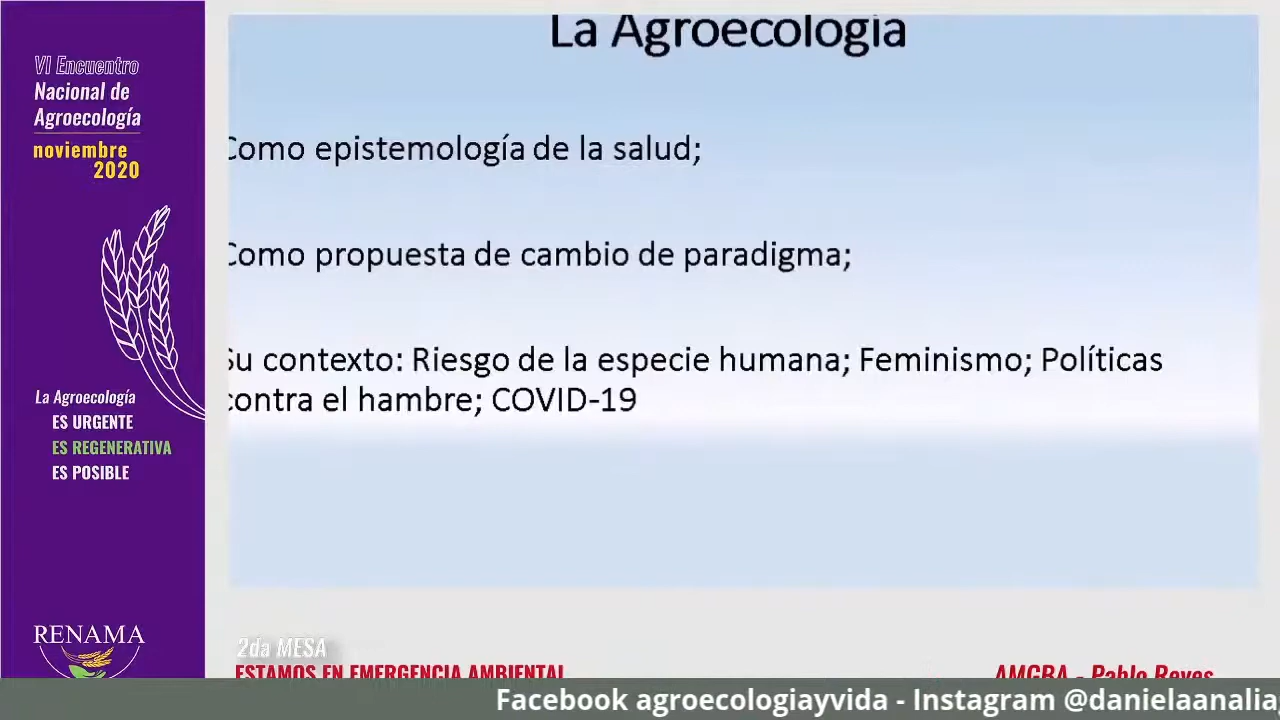 La Agroecología
Como epistemología de la salud;
Como propuesta de cambio de paradigma;
Su contexto: Riesgo de la especie humana; Feminismo; Políticas
contra el hambre; COVID-19
VI Encuentro
Nacional de
Agroecología
noviembre
2020
La Agroecología
ES URGENTE
ES REGENERATIVA
ES POSIBLE
RENAMA
2da MESA
ESTAMOS EN EMERGENCIA AMBIENTAL
AMGBA - Pablo Reyes
Facebook agroecologiayvida - Instagram @danielaanalia